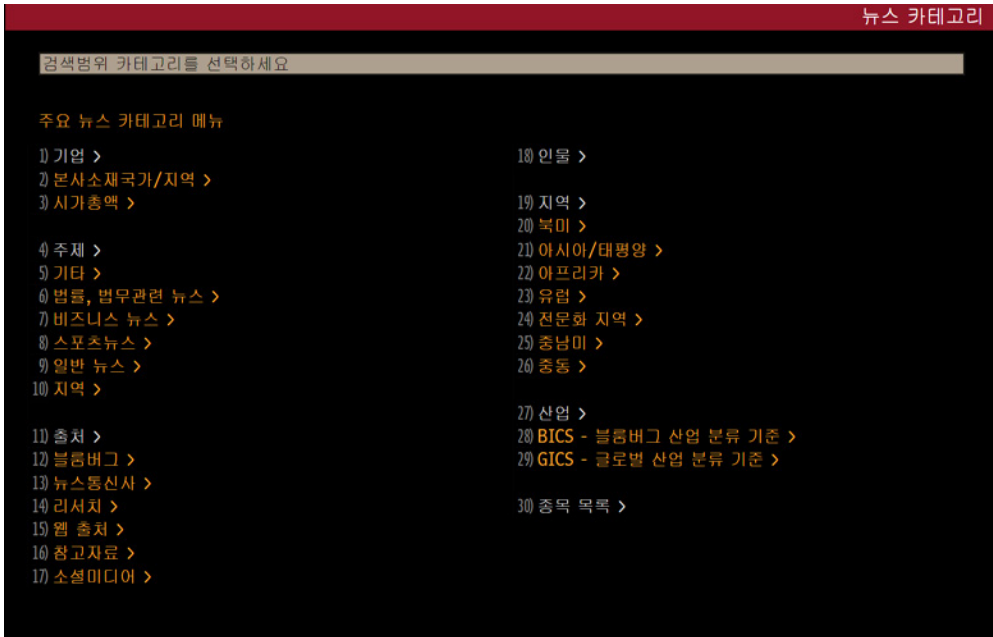 뉴스 카테고리
검색범위 카테고리를 선택하세요
주요 뉴스 카테고리 메뉴
1) 기업 >
2) 본사소재국가/지역 >
3) 시가총액 >
4) 주제 >
5) 기타 >
6) 법률, 법무관련 뉴스 >
7) 비즈니스 뉴스 >
8) 스포츠뉴스 >
9) 일반 뉴스 >
10) 지역 >
11) 출처 >
12) 블룸버그 >
13) 뉴스통신사 >
14) 리서치 >
15) 웹 출처 >
16) 참고자료 >
17) 소셜미디어 >
18) 인물 >
19) 지역 >
20) 북미 >
21) 아시아/태평양 >
22) 아프리카 >
23) 유럽 >
24) 전문화 지역 >
25) 중남미 >
26) 중동 >
27) 산업 >
28) BICS - 블룸버그 산업 분류 기준 >
29) GICS - 글로벌 산업 분류 기준 >
30) 종목 목록 >